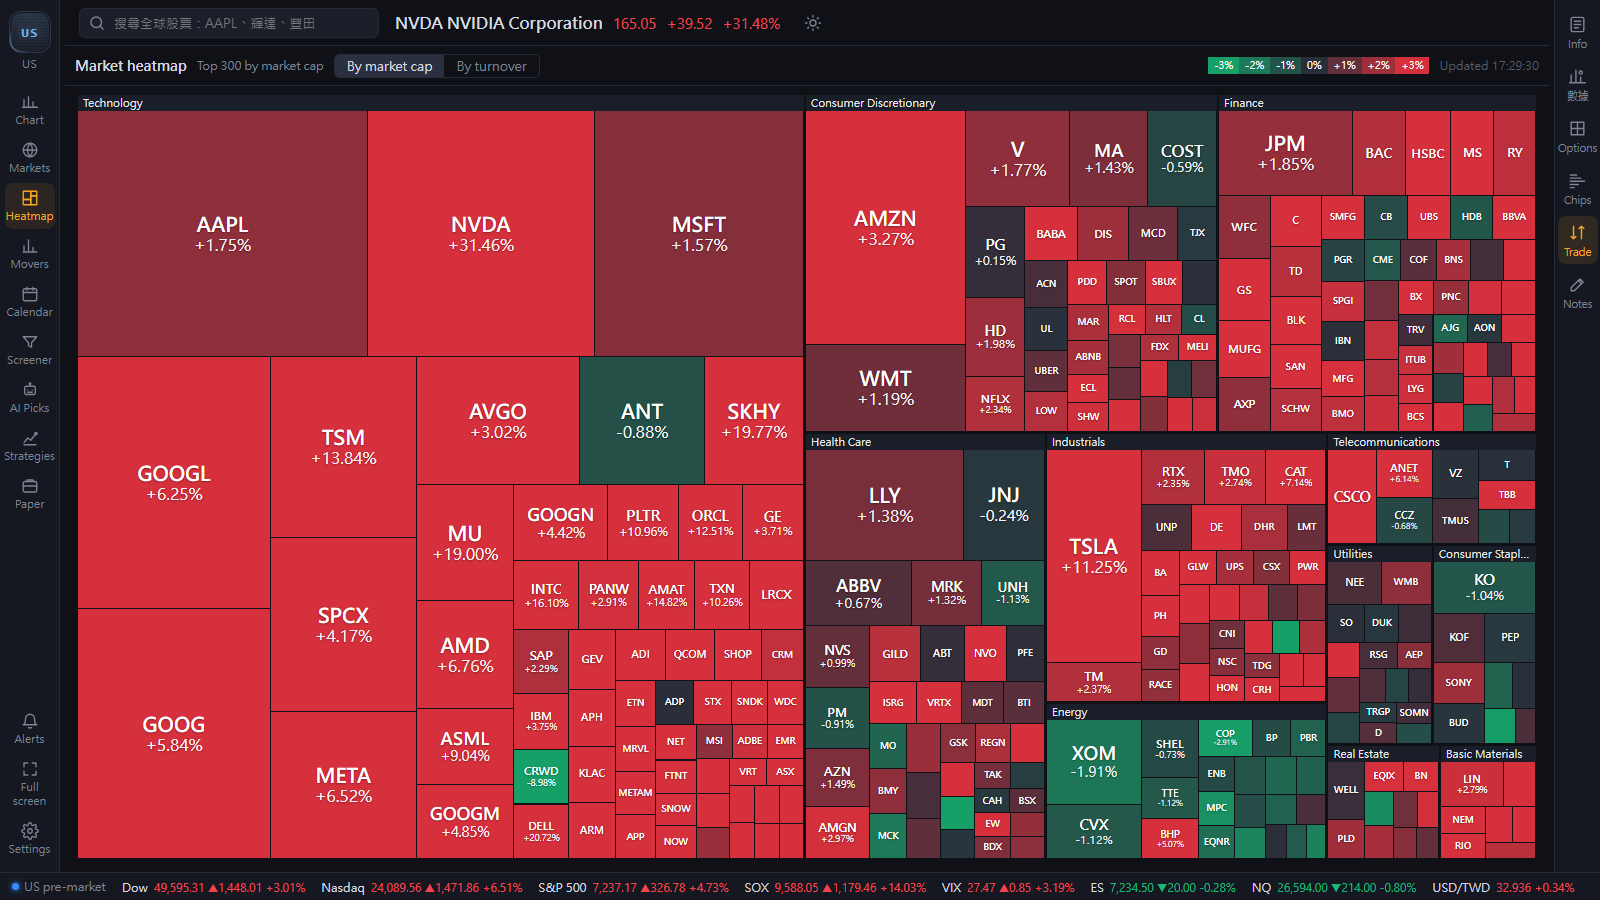 US
搜尋全球股票：AAPL、輝達、豐田
NVDA NVIDIA Corporation 165.05 +39.52 +31.48%
US
Market heatmap Top 300 by market cap By market cap By turnover
-3% -2% -1% 0% +1% +2% +3% Updated 17:29:30
Chart
Markets
Heatmap
Movers
Calendar
Screener
AI Picks
Strategies
Paper
Alerts
Full screen
Settings
Info
數據
Options
Chips
Trade
Notes
Technology
AAPL
+1.75%
NVDA
+31.46%
MSFT
+1.57%
GOOGL
+6.25%
GOOG
+5.84%
TSM
+13.84%
SPCX
+4.17%
META
+6.52%
AVGO
+3.02%
ANT
-0.88%
SKHY
+19.77%
MU
+19.00%
AMD
+6.76%
ASML
+9.04%
GOOGM
+4.85%
GOOGN
+4.42%
PLTR
+10.96%
ORCL
+12.51%
GE
+3.71%
INTC
+16.10%
PANW
+2.91%
AMAT
+14.82%
TXN
+10.26%
LRCX
SAP
+2.29%
GEV
ADI
QCOM
SHOP
CRM
IBM
+3.75%
APH
ETN
ADP
STX
SNDK
WDC
CRWD
-8.98%
KLAC
MRVL
NET
MSI
ADBE
EMR
METAM
FTNT
VRT
ASX
DELL
+20.72%
ARM
APP
SNOW
NOW
Consumer Discretionary
AMZN
+3.27%
WMT
+1.19%
V
+1.77%
MA
+1.43%
COST
-0.59%
PG
+0.15%
HD
+1.98%
NFLX
+2.34%
BABA
DIS
MCD
TJX
ACN
PDD
SPOT
SBUX
UL
MAR
RCL
HLT
CL
UBER
ABNB
FDX
MELI
LOW
ECL
SHW
Finance
JPM
+1.85%
BAC
HSBC
MS
RY
WFC
C
SMFG
CB
UBS
HDB
BBVA
GS
TD
PGR
CME
COF
BNS
MUFG
BLK
SPGI
BX
PNC
AXP
SAN
IBN
TRV
AJG
AON
SCHW
MFG
ITUB
BMO
LYG
BCS
Health Care
LLY
+1.38%
JNJ
-0.24%
ABBV
+0.67%
MRK
+1.32%
UNH
-1.13%
NVS
+0.99%
GILD
ABT
NVO
PFE
PM
-0.91%
ISRG
VRTX
MDT
BTI
AZN
+1.49%
MO
GSK
REGN
AMGN
+2.97%
BMY
TAK
MCK
CAH
BSX
EW
BDX
Industrials
TSLA
+11.25%
TM
+2.37%
RTX
+2.35%
TMO
+2.74%
CAT
+7.14%
UNP
DE
DHR
LMT
BA
GLW
UPS
CSX
PWR
PH
GD
CNI
RACE
NSC
TDG
HON
CRH
Energy
XOM
-1.91%
CVX
-1.12%
SHEL
-0.73%
COP
-2.91%
BP
PBR
TTE
-1.12%
ENB
BHP
+5.07%
MPC
EQNR
Telecommunications
CSCO
ANET
+6.14%
VZ
T
CCZ
-0.68%
TMUS
TBB
Utilities
NEE
WMB
SO
DUK
RSG
AEP
TRGP
SOMN
D
Consumer Stapl...
KO
-1.04%
KOF
PEP
SONY
BUD
Real Estate
WELL
EQIX
BN
PLD
Basic Materials
LIN
+2.79%
NEM
RIO
US pre-market Dow 49,595.31 ▲1,448.01 +3.01% Nasdaq 24,089.56 ▲1,471.86 +6.51% S&P 500 7,237.17 ▲326.78 +4.73% SOX 9,588.05 ▲1,179.46 +14.03% VIX 27.47 ▲0.85 +3.19% ES 7,234.50 ▼20.00 -0.28% NQ 26,594.00 ▼214.00 -0.80% USD/TWD 32.936 +0.34%